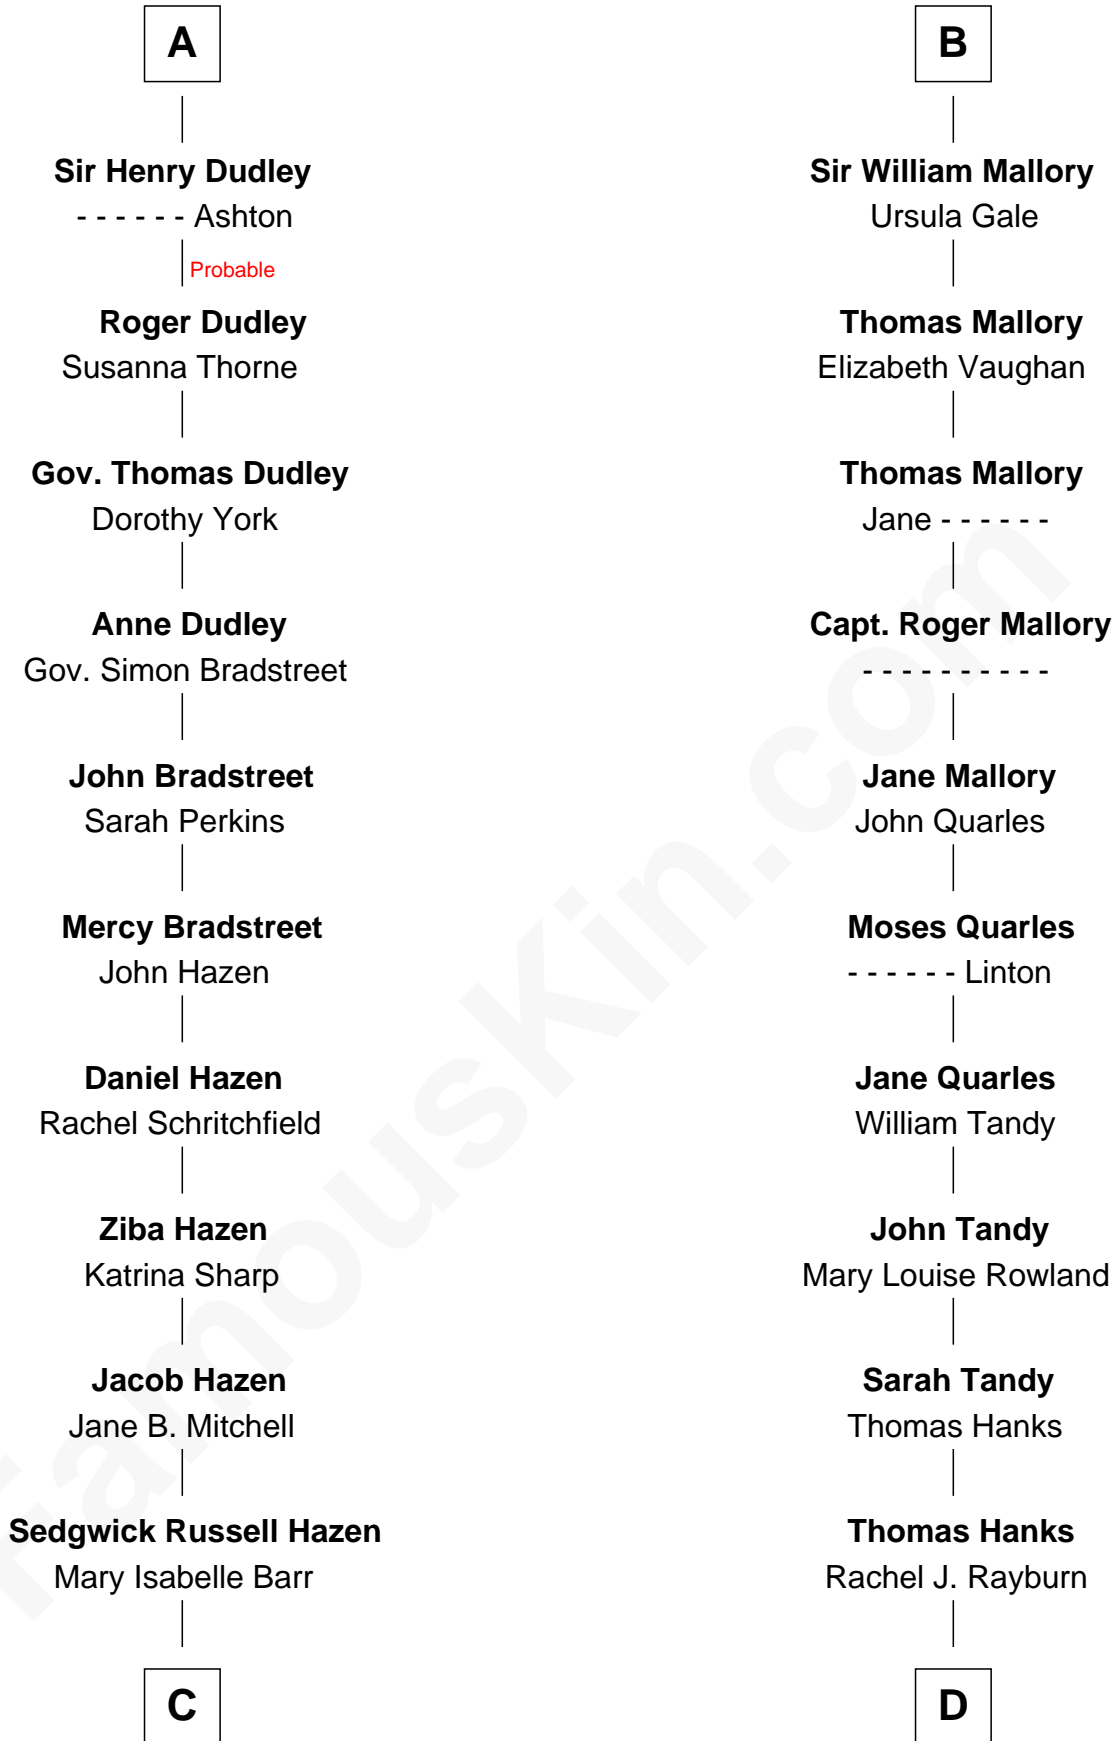 A
Sir Henry Dudley
- - - - - - Ashton
Probable
Roger Dudley
Susanna Thorne
Gov. Thomas Dudley
Dorothy York
Anne Dudley
Gov. Simon Bradstreet
John Bradstreet
Sarah Perkins
Mercy Bradstreet
John Hazen
Daniel Hazen
Rachel Schritchfield
Ziba Hazen
Katrina Sharp
Jacob Hazen
Jane B. Mitchell
Sedgwick Russell Hazen
Mary Isabelle Barr
C
B
Sir William Mallory
Ursula Gale
Thomas Mallory
Elizabeth Vaughan
Thomas Mallory
Jane - - - - - -
Capt. Roger Mallory
- - - - - - - - - -
Jane Mallory
John Quarles
Moses Quarles
- - - - - - Linton
Jane Quarles
William Tandy
John Tandy
Mary Louise Rowland
Sarah Tandy
Thomas Hanks
Thomas Hanks
Rachel J. Rayburn
D
FamousKin.com